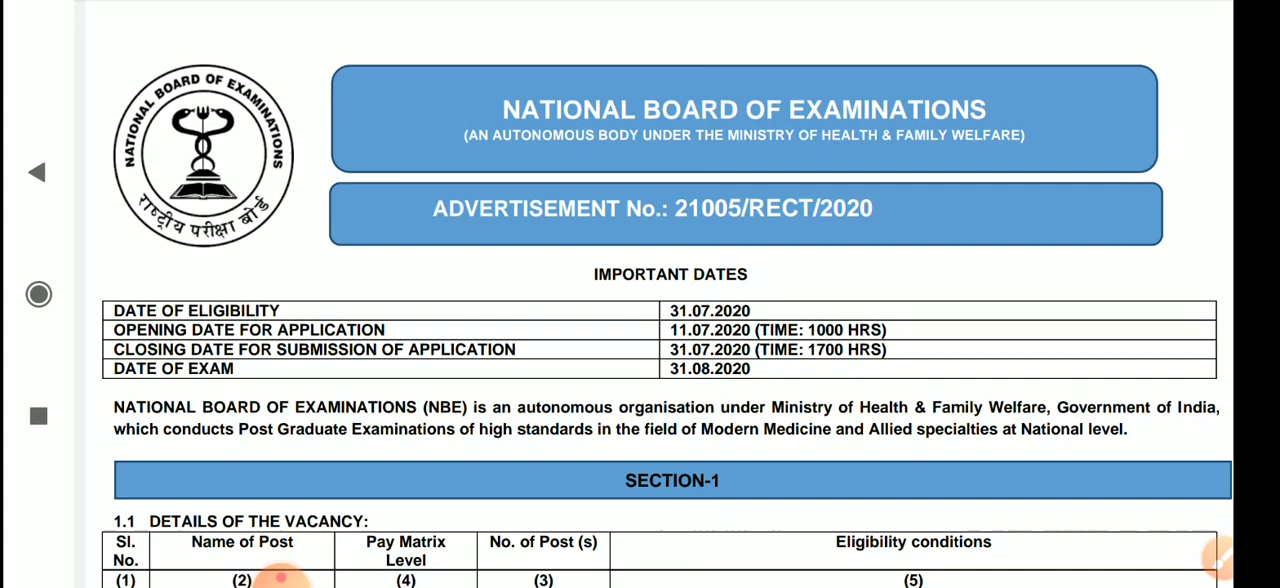 NATIONAL BOARD OF EXAMINATIONS
राष्ट्रीय परीक्षा बोर्ड
NATIONAL BOARD OF EXAMINATIONS
(AN AUTONOMOUS BODY UNDER THE MINISTRY OF HEALTH & FAMILY WELFARE)
ADVERTISEMENT No.: 21005/RECT/2020
IMPORTANT DATES
DATE OF ELIGIBILITY 31.07.2020
OPENING DATE FOR APPLICATION 11.07.2020 (TIME: 1000 HRS)
CLOSING DATE FOR SUBMISSION OF APPLICATION 31.07.2020 (TIME: 1700 HRS)
DATE OF EXAM 31.08.2020
NATIONAL BOARD OF EXAMINATIONS (NBE) is an autonomous organisation under Ministry of Health & Family Welfare, Government of India,
which conducts Post Graduate Examinations of high standards in the field of Modern Medicine and Allied specialties at National level.
SECTION-1
1.1 DETAILS OF THE VACANCY:
Sl. Name of Post Pay Matrix No. of Post (s) Eligibility conditions
No. Level
(1) (2) (4) (3) (5)